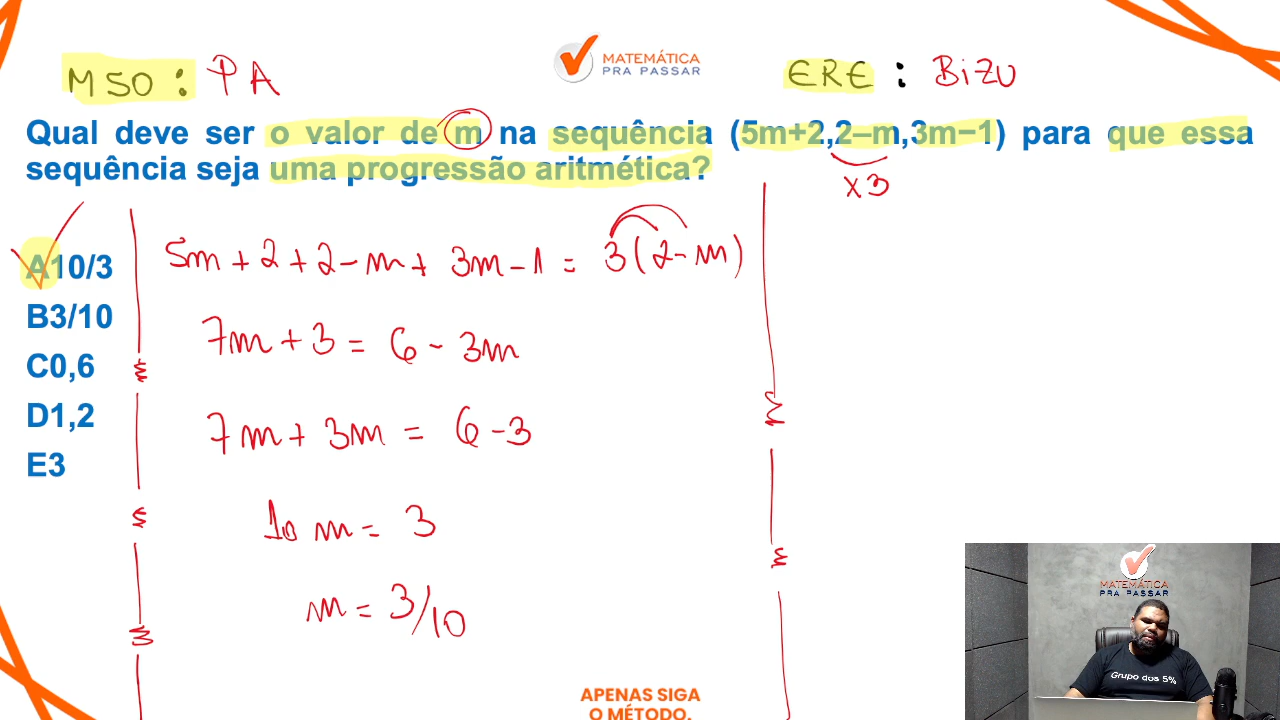 MSO: PA
MATEMÁTICA
PRA PASSAR
ERE: BIZU
Qual deve ser o valor de m na sequência (5m+2,2–m,3m−1) para que essa
sequência seja uma progressão aritmética?
x3
A10/3
B3/10
C0,6
D1,2
E3
5m+2+2-m+3m-1=3(2-m)
7m+3=6-3m
7m+3m=6-3
10m=3
m=3/10
MATEMÁTICA
PRA PASSAR
Grupo dos 5%
APENAS SIGA
O MÉTODO.